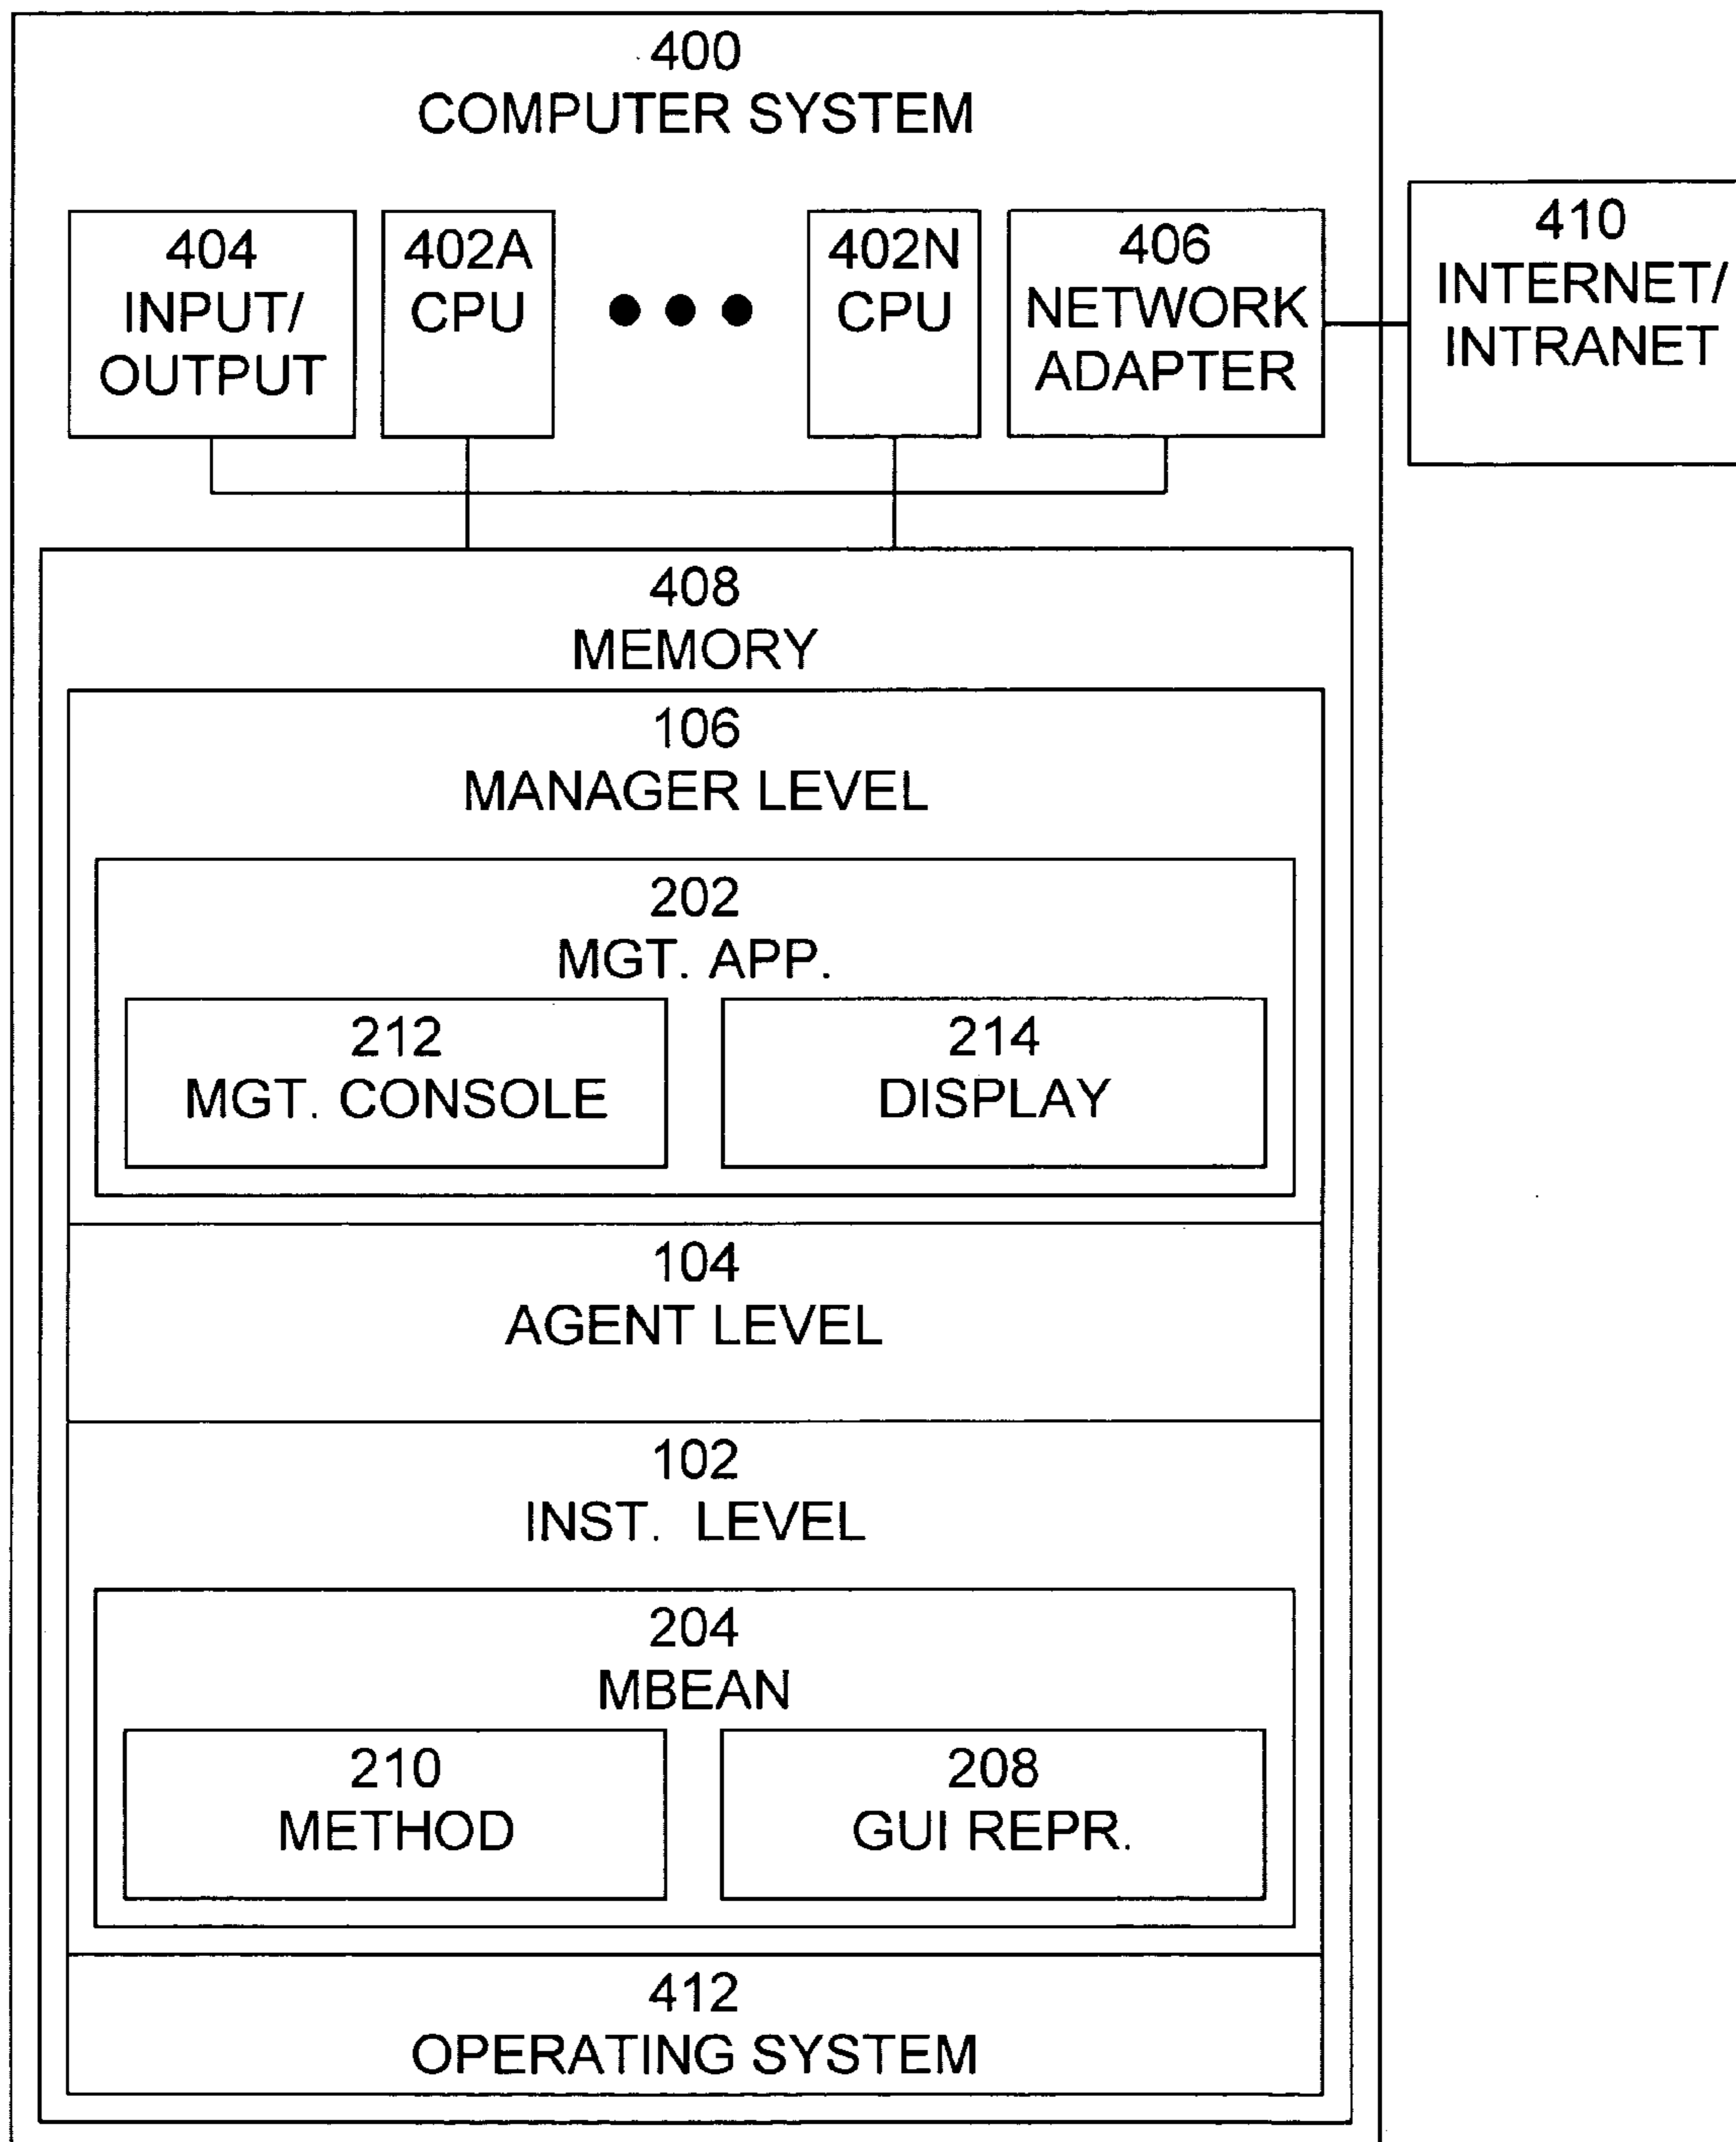 400
COMPUTER SYSTEM
404
INPUT/
OUTPUT
402A
CPU
402N
CPU
406
NETWORK
ADAPTER
410
INTERNET/
INTRANET
408
MEMORY
106
MANAGER LEVEL
202
MGT. APP.
212
MGT. CONSOLE
214
DISPLAY
104
AGENT LEVEL
102
INST. LEVEL
204
MBEAN
210
METHOD
208
GUI REPR.
412
OPERATING SYSTEM